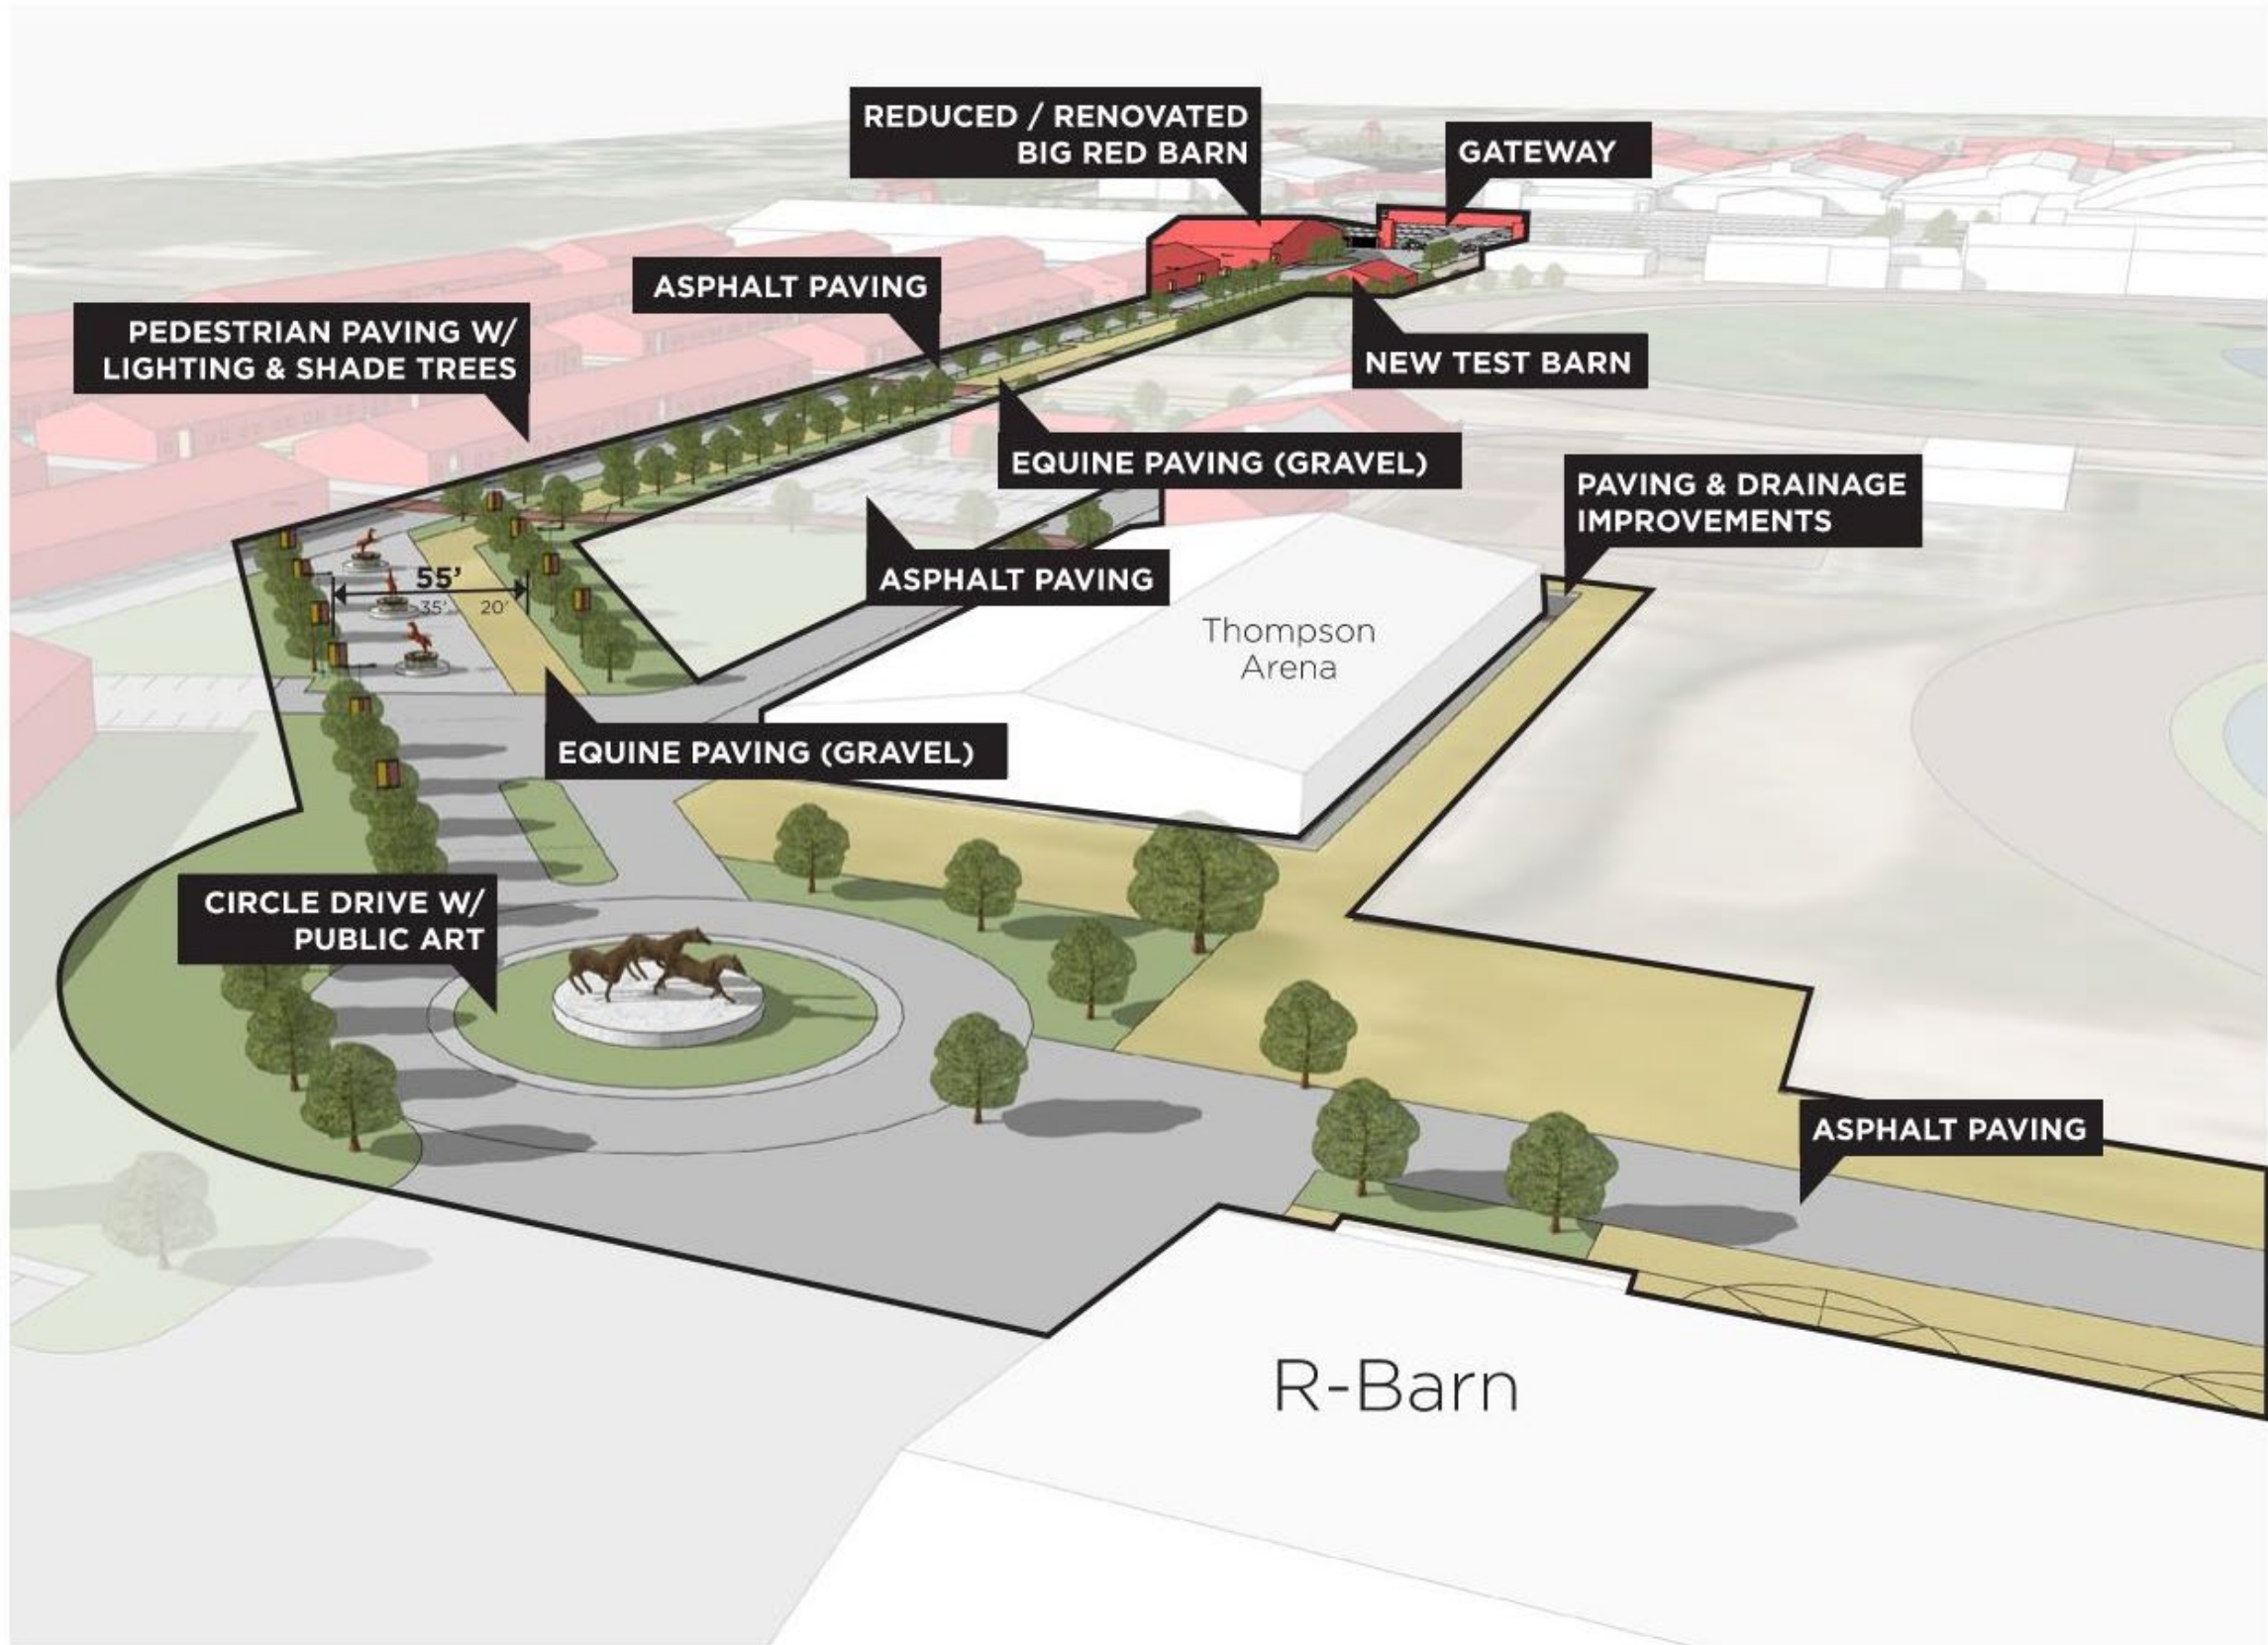 REDUCED / RENOVATED
BIG RED BARN
GATEWAY
ASPHALT PAVING
PEDESTRIAN PAVING W/
LIGHTING & SHADE TREES
NEW TEST BARN
EQUINE PAVING (GRAVEL)
PAVING & DRAINAGE
IMPROVEMENTS
ASPHALT PAVING
55'
35' 20'
Thompson
Arena
EQUINE PAVING (GRAVEL)
CIRCLE DRIVE W/
PUBLIC ART
ASPHALT PAVING
R-Barn